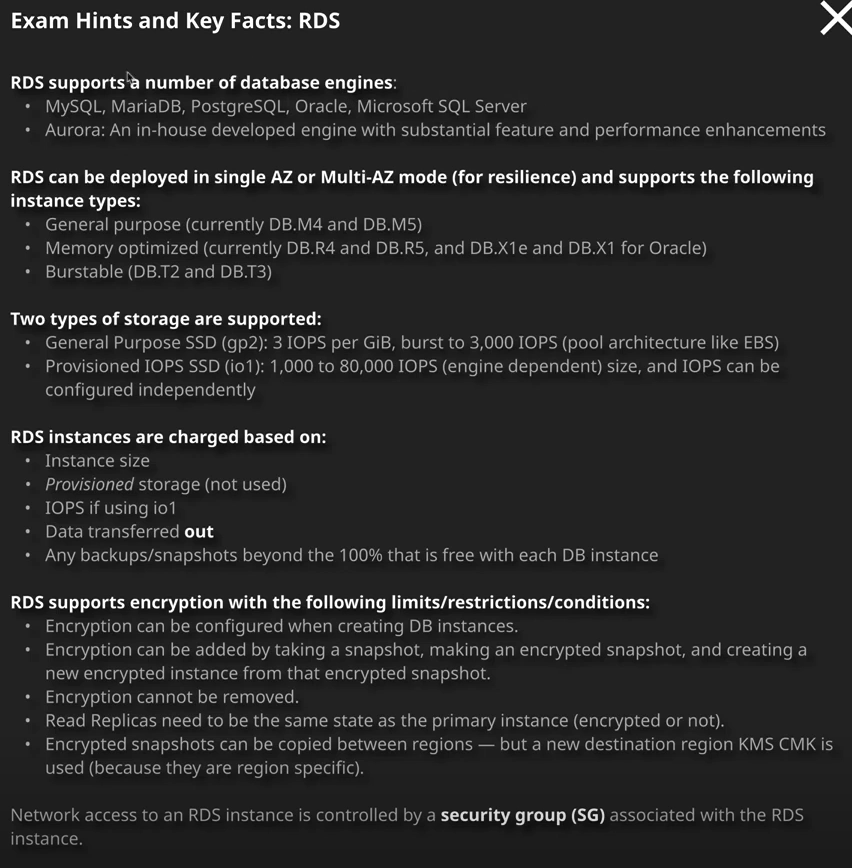 Exam Hints and Key Facts: RDS
RDS supports a number of database engines:
• MySQL, MariaDB, PostgreSQL, Oracle, Microsoft SQL Server
• Aurora: An in-house developed engine with substantial feature and performance enhancements
RDS can be deployed in single AZ or Multi-AZ mode (for resilience) and supports the following
instance types:
• General purpose (currently DB.M4 and DB.M5)
• Memory optimized (currently DB.R4 and DB.R5, and DB.X1e and DB.X1 for Oracle)
• Burstable (DB.T2 and DB.T3)
Two types of storage are supported:
• General Purpose SSD (gp2): 3 IOPS per GiB, burst to 3,000 IOPS (pool architecture like EBS)
• Provisioned IOPS SSD (io1): 1,000 to 80,000 IOPS (engine dependent) size, and IOPS can be
configured independently
RDS instances are charged based on:
• Instance size
• Provisioned storage (not used)
• IOPS if using io1
• Data transferred out
• Any backups/snapshots beyond the 100% that is free with each DB instance
RDS supports encryption with the following limits/restrictions/conditions:
• Encryption can be configured when creating DB instances.
• Encryption can be added by taking a snapshot, making an encrypted snapshot, and creating a
new encrypted instance from that encrypted snapshot.
• Encryption cannot be removed.
• Read Replicas need to be the same state as the primary instance (encrypted or not).
• Encrypted snapshots can be copied between regions — but a new destination region KMS CMK is
used (because they are region specific).
Network access to an RDS instance is controlled by a security group (SG) associated with the RDS
instance.